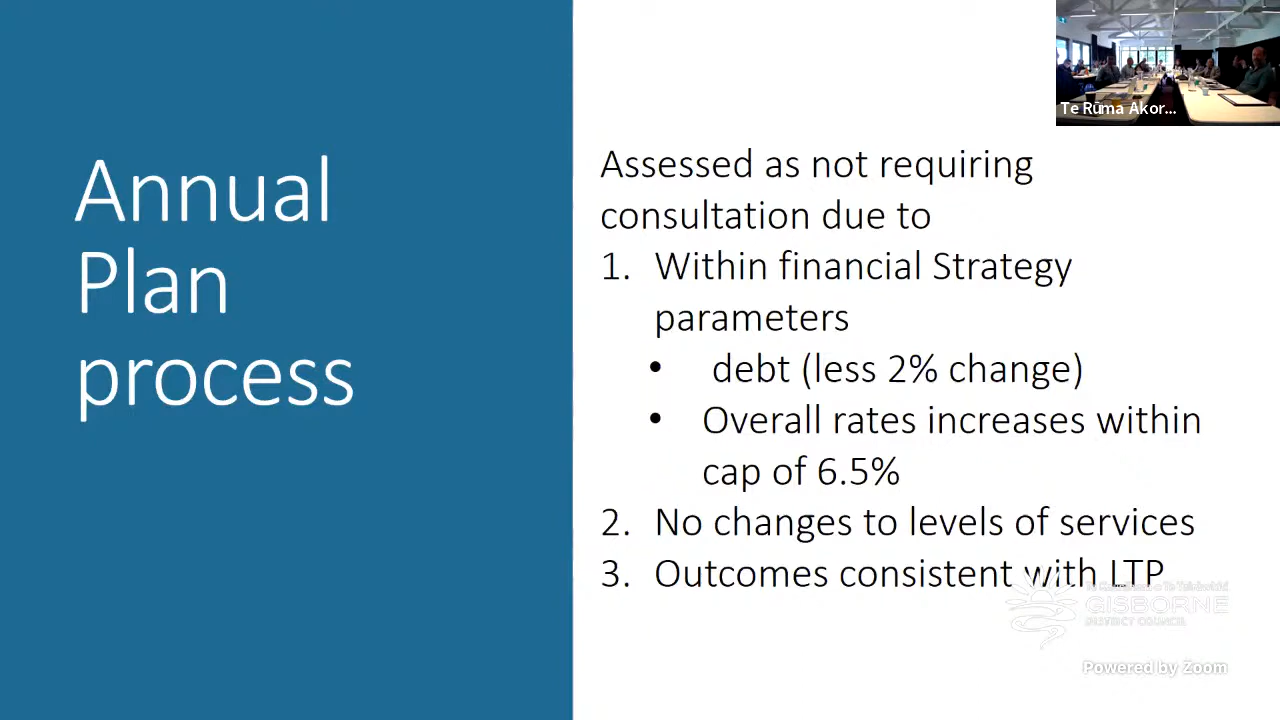 Te Rūma Akor...
Annual
Plan
process
Assessed as not requiring
consultation due to
1. Within financial Strategy
parameters
• debt (less 2% change)
• Overall rates increases within
cap of 6.5%
2. No changes to levels of services
3. Outcomes consistent with LTP
GISBORNE
DISTRICT COUNCIL
Powered by Zoom